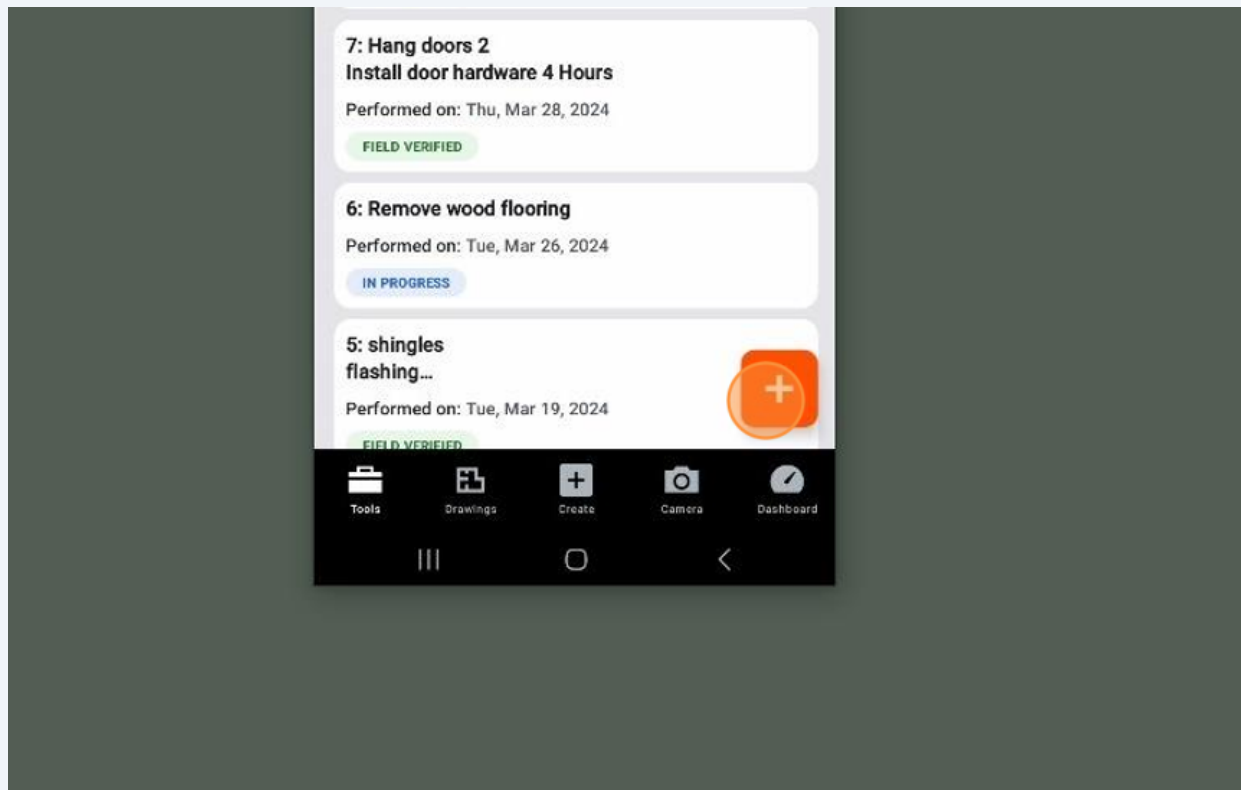 7: Hang doors 2
Install door hardware 4 Hours
Performed on: Thu, Mar 28, 2024
FIELD VERIFIED
6: Remove wood flooring
Performed on: Tue, Mar 26, 2024
IN PROGRESS
5: shingles
flashing…
Performed on: Tue, Mar 19, 2024
FIELD VERIFIED
Tools Drawings Create Camera Dashboard